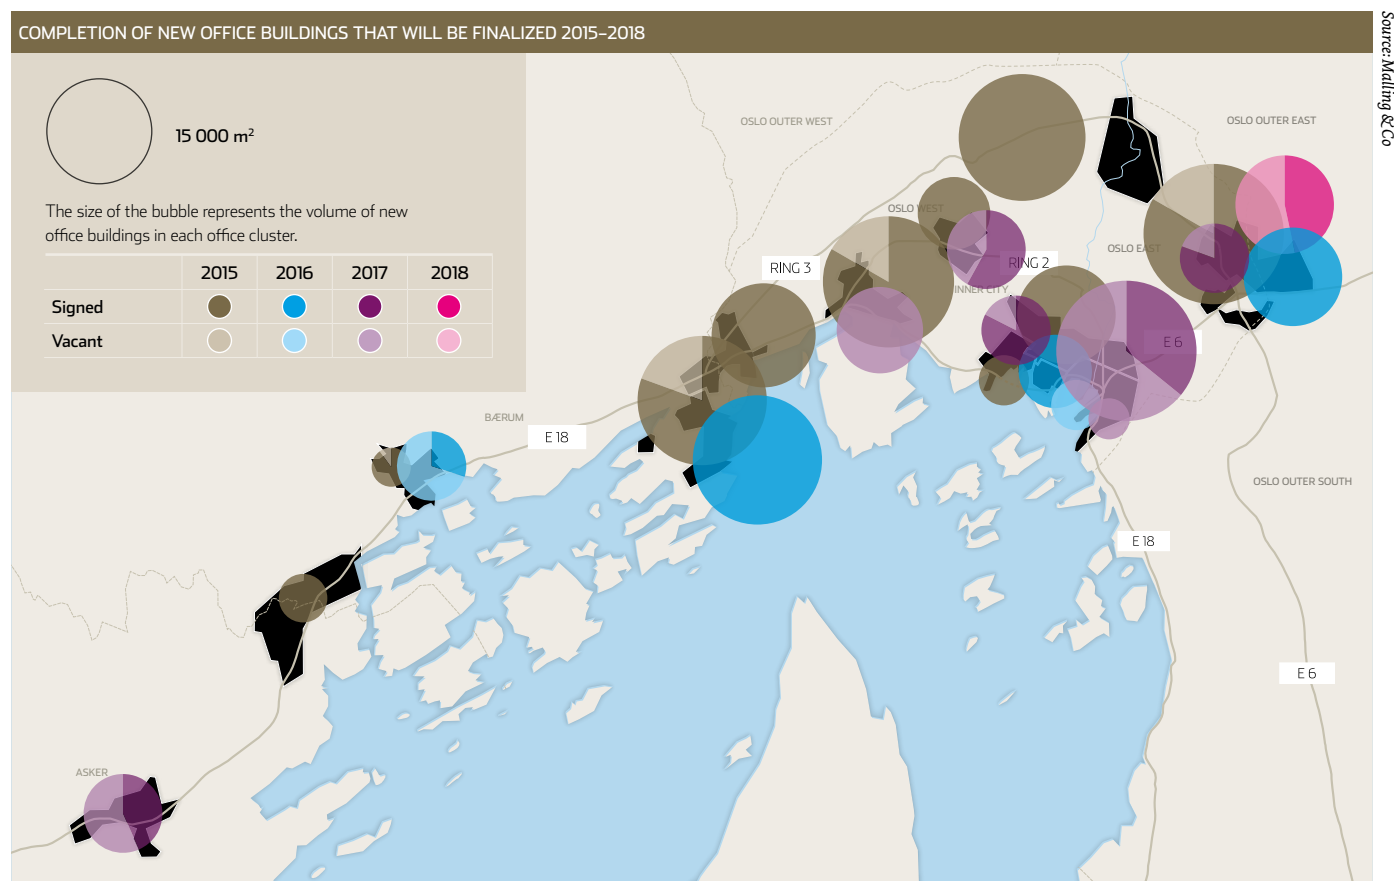 COMPLETION OF NEW OFFICE BUILDINGS THAT WILL BE FINALIZED 2015–2018
Source: Malling & Co
15 000 m²
The size of the bubble represents the volume of new
office buildings in each office cluster.
2015 2016 2017 2018
Signed
Vacant
OSLO OUTER WEST
OSLO OUTER EAST
OSLO WEST
OSLO EAST
RING 3
RING 2
INNER CITY
E 6
BÆRUM
E 18
OSLO OUTER SOUTH
E 18
E 6
ASKER